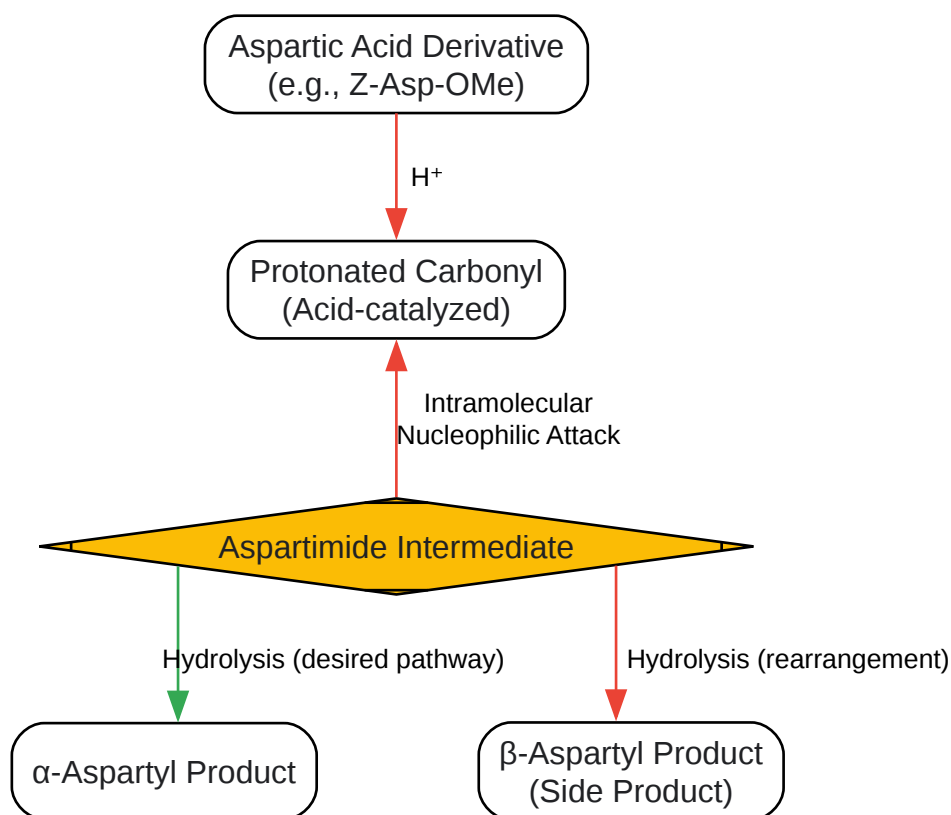 Aspartic Acid Derivative
(e.g., Z-Asp-OMe)
H⁺
Protonated Carbonyl
(Acid-catalyzed)
Intramolecular
Nucleophilic Attack
Aspartimide Intermediate
Hydrolysis (desired pathway)
Hydrolysis (rearrangement)
α-Aspartyl Product
β-Aspartyl Product
(Side Product)